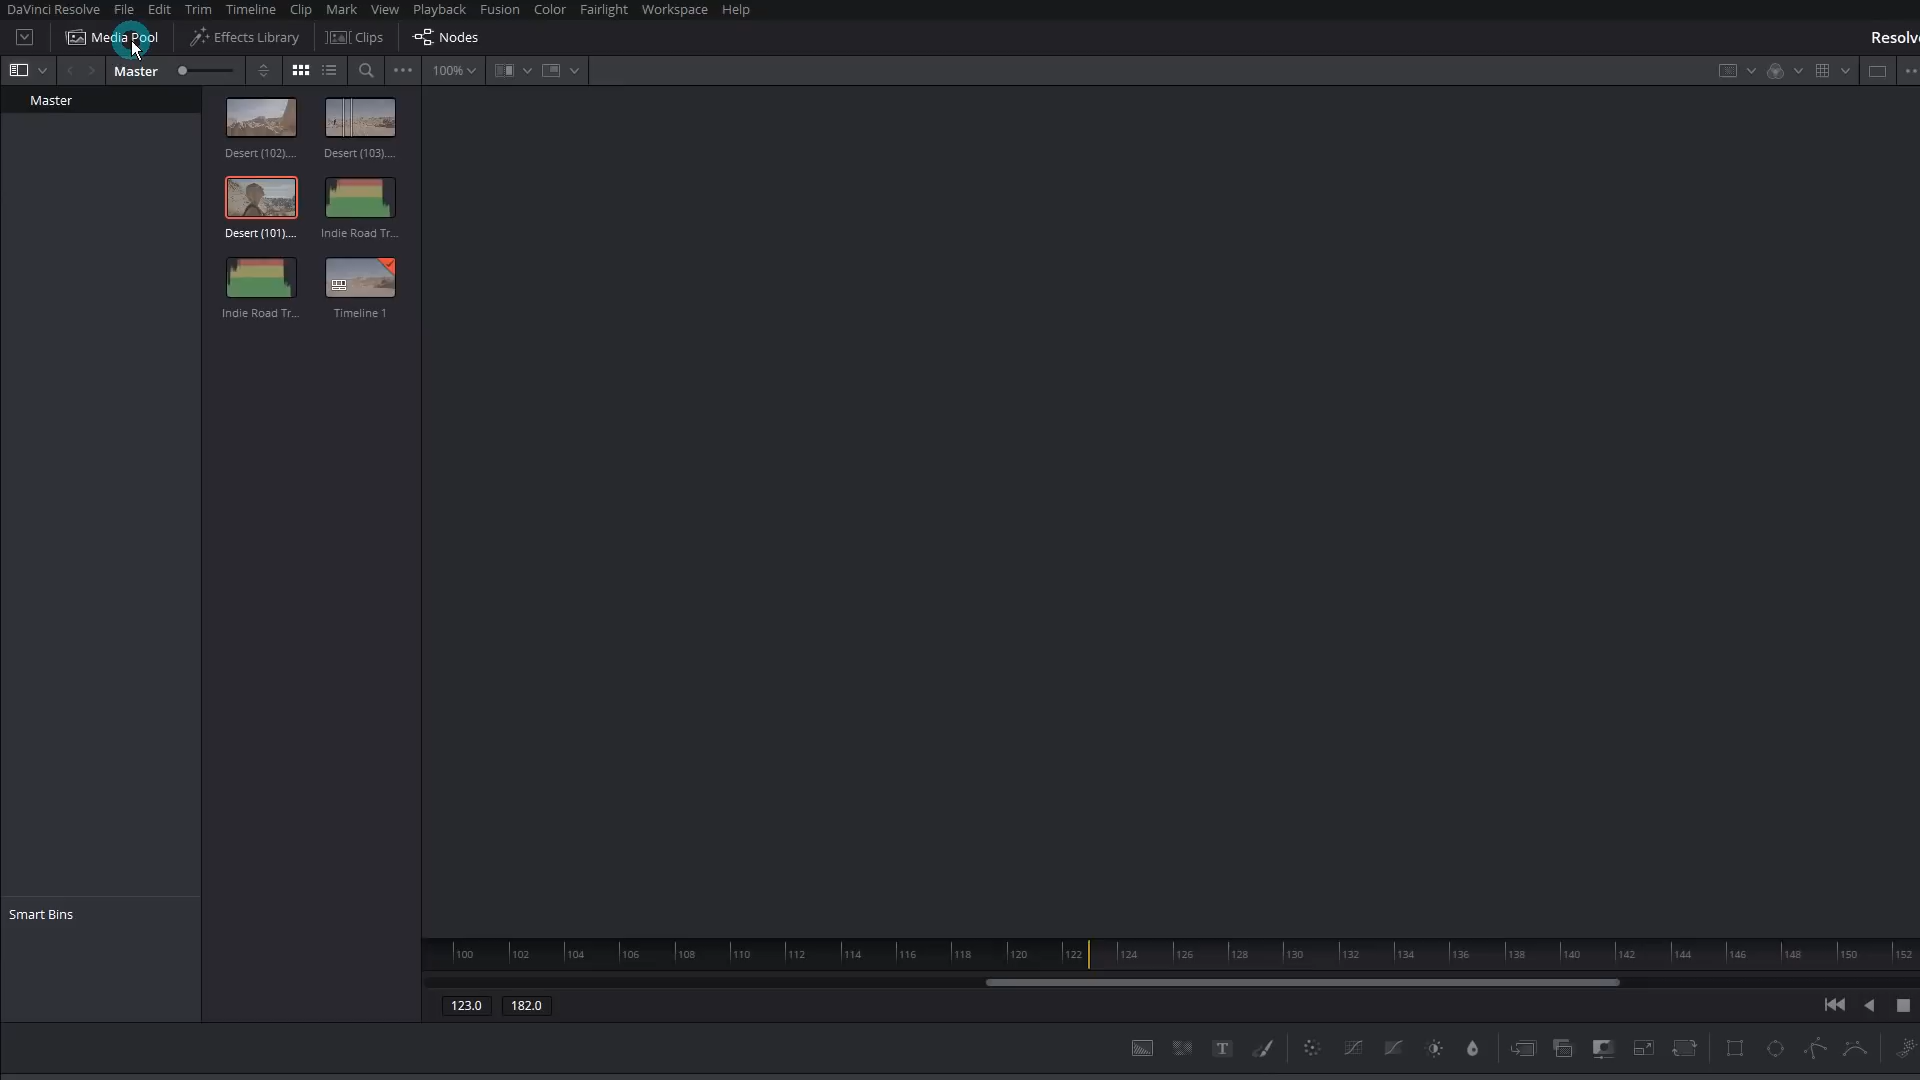 DaVinci Resolve File Edit Trim Timeline Clip Mark View Playback Fusion Color Fairlight Workspace Help
Media Pool Effects Library Clips Nodes Resolve
Master 100%
Master
Desert (102).... Desert (103)....
Desert (101).... Indie Road Tr...
Indie Road Tr... Timeline 1
Smart Bins
100 102 104 106 108 110 112 114 116 118 120 122 124 126 128 130 132 134 136 138 140 142 144 146 148 150 152
123.0 182.0
T